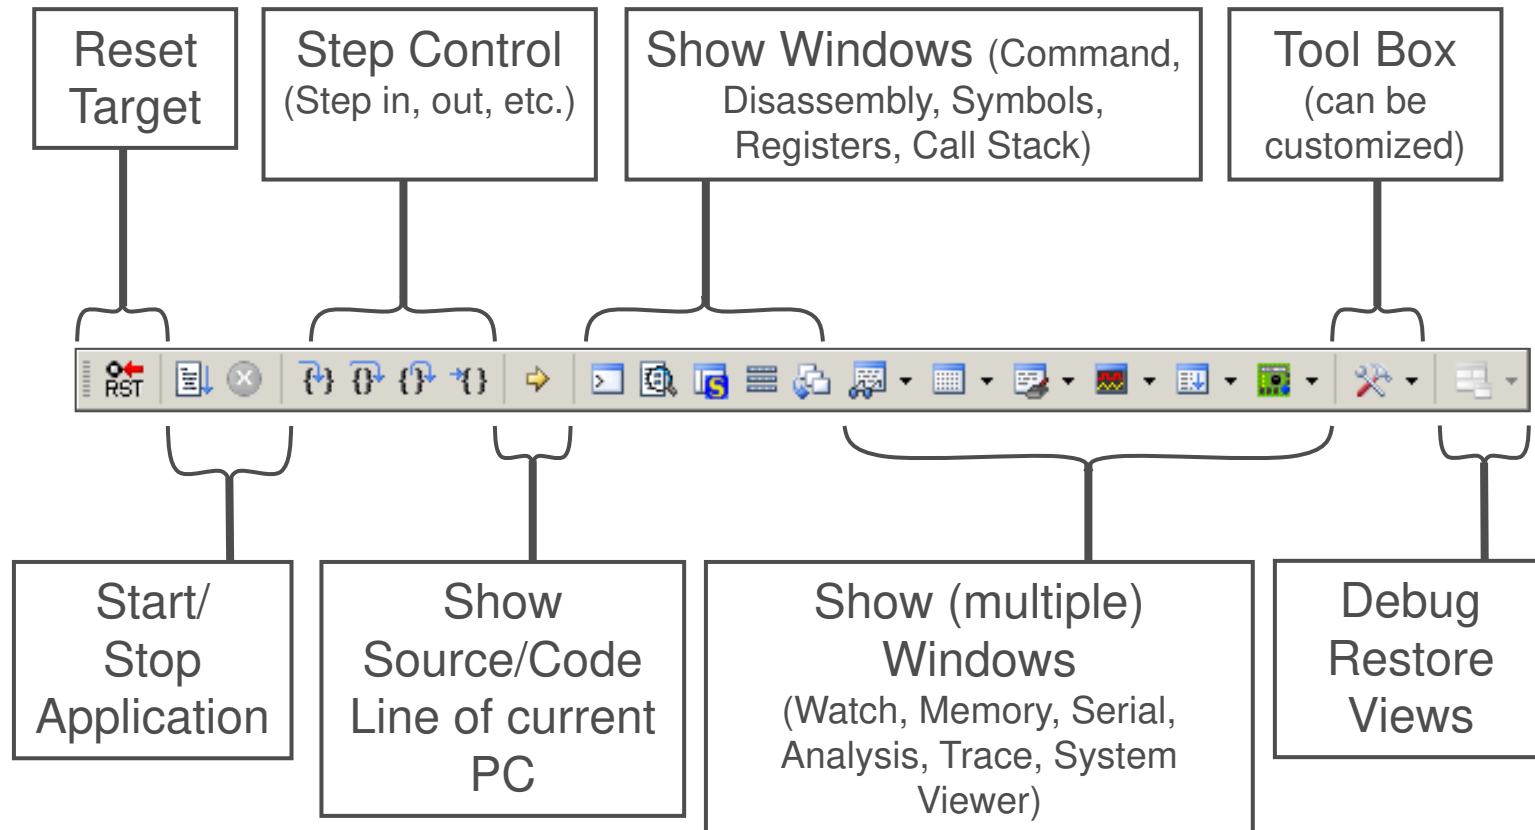 Reset
Target
Step Control
(Step in, out, etc.)
Show Windows (Command,
Disassembly, Symbols,
Registers, Call Stack)
Tool Box
(can be
customized)
RST
{}
{}
{}
{}
>
S
Start/
Stop
Application
Show
Source/Code
Line of current
PC
Show (multiple)
Windows
(Watch, Memory, Serial,
Analysis, Trace, System
Viewer)
Debug
Restore
Views